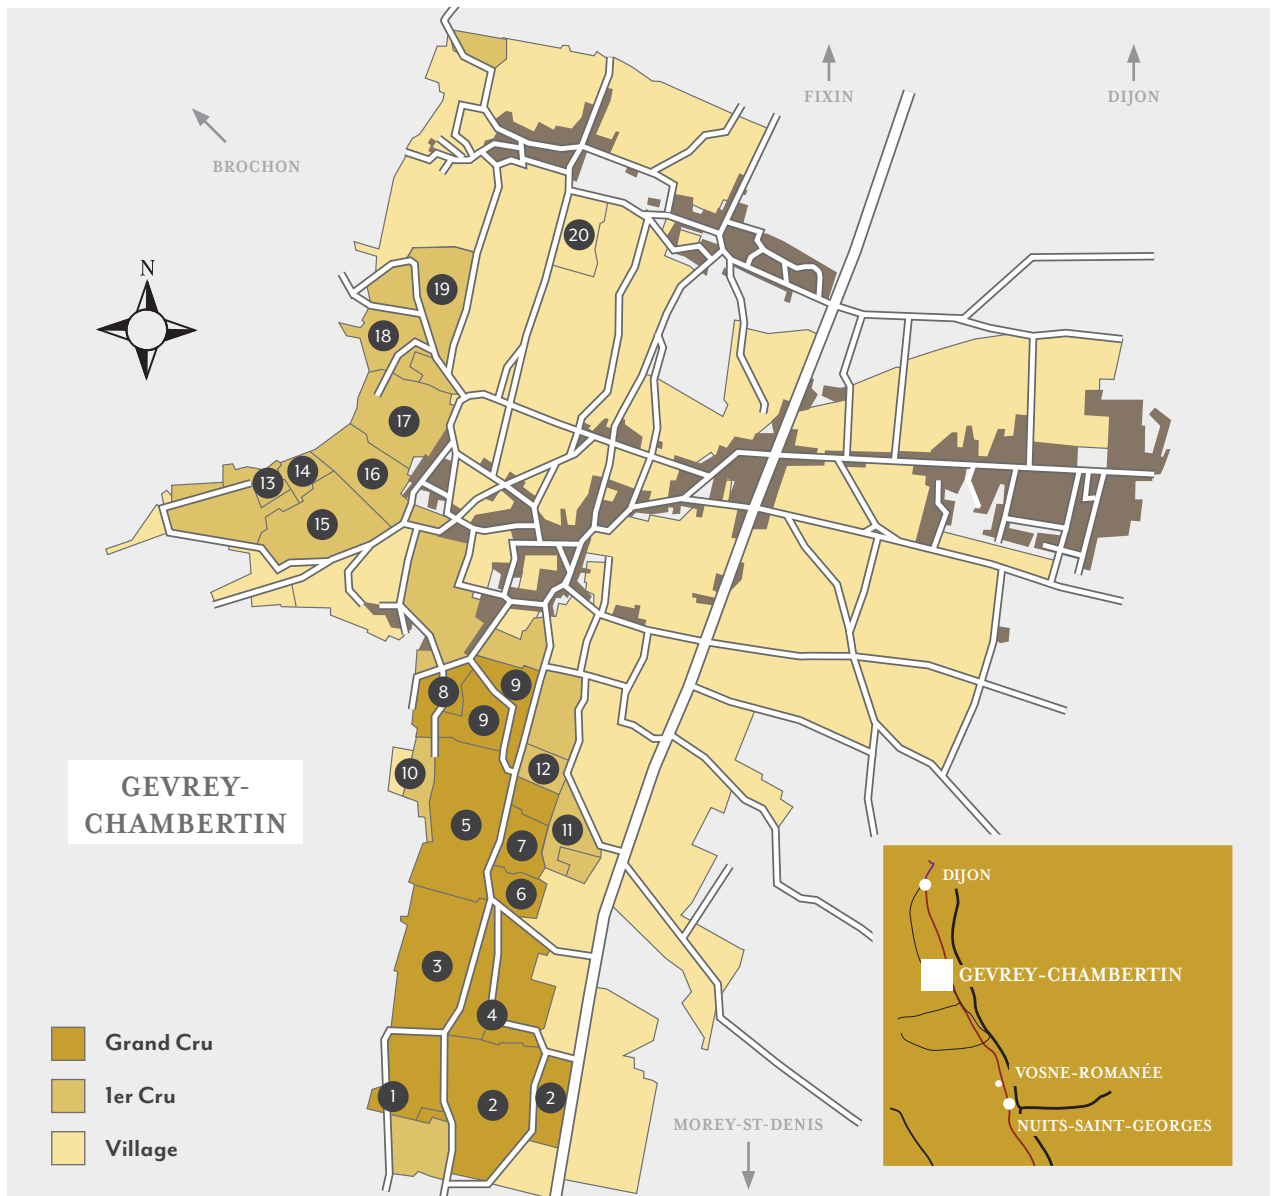 FIXIN
DIJON
BROCHON
20
N
19
18
17
14
13
16
15
9
8
9
10
12
5
11
7
6
3
4
1
2
2
GEVREY-
CHAMBERTIN
Grand Cru
1er Cru
Village
MOREY-ST-DENIS
DIJON
GEVREY-CHAMBERTIN
VOSNE-ROMANÉE
NUITS-SAINT-GEORGES